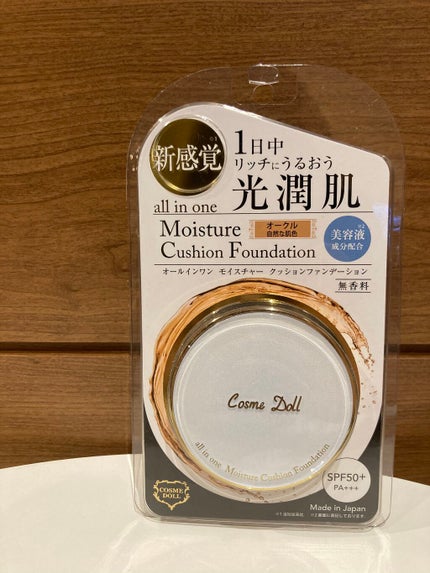 新感覚
1日中
リッチにうるおう
光潤肌
all in one
Moisture
Cushion Foundation
オークル
自然な肌色
※2
美容液
成分配合
オールインワン モイスチャー クッションファンデーション
無香料
Cosme Doll
all in one Moisture Cushion Foundation
COSME
DOLL
SPF50+
PA+++
Made in Japan